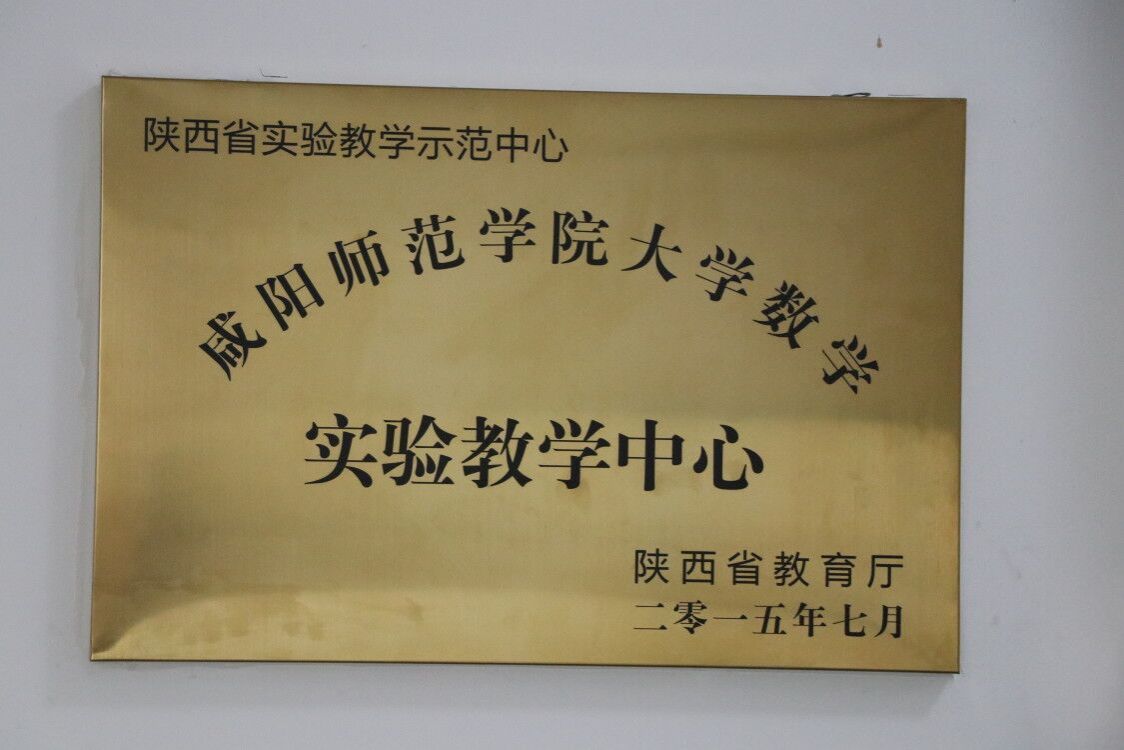 陕西省实验教学示范中心
咸阳师范学院大学数学
实验教学中心
陕西省教育厅
二零一五年七月